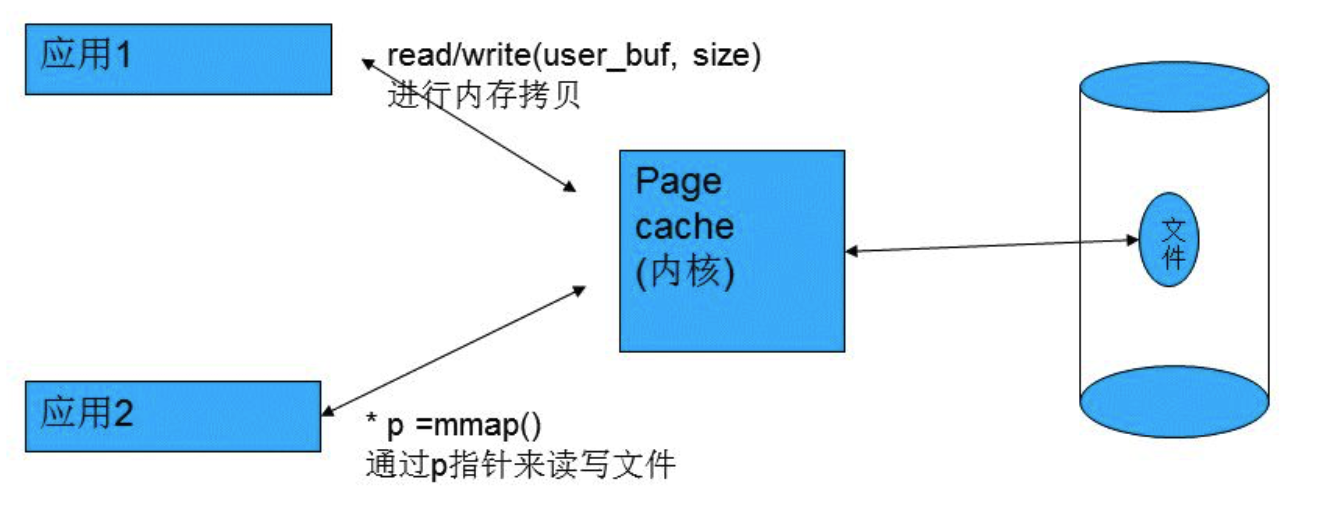 应用1
read/write(user_buf, size)
进行内存拷贝
Page
cache
(内核)
文
件
应用2
* p =mmap()
通过p指针来读写文件